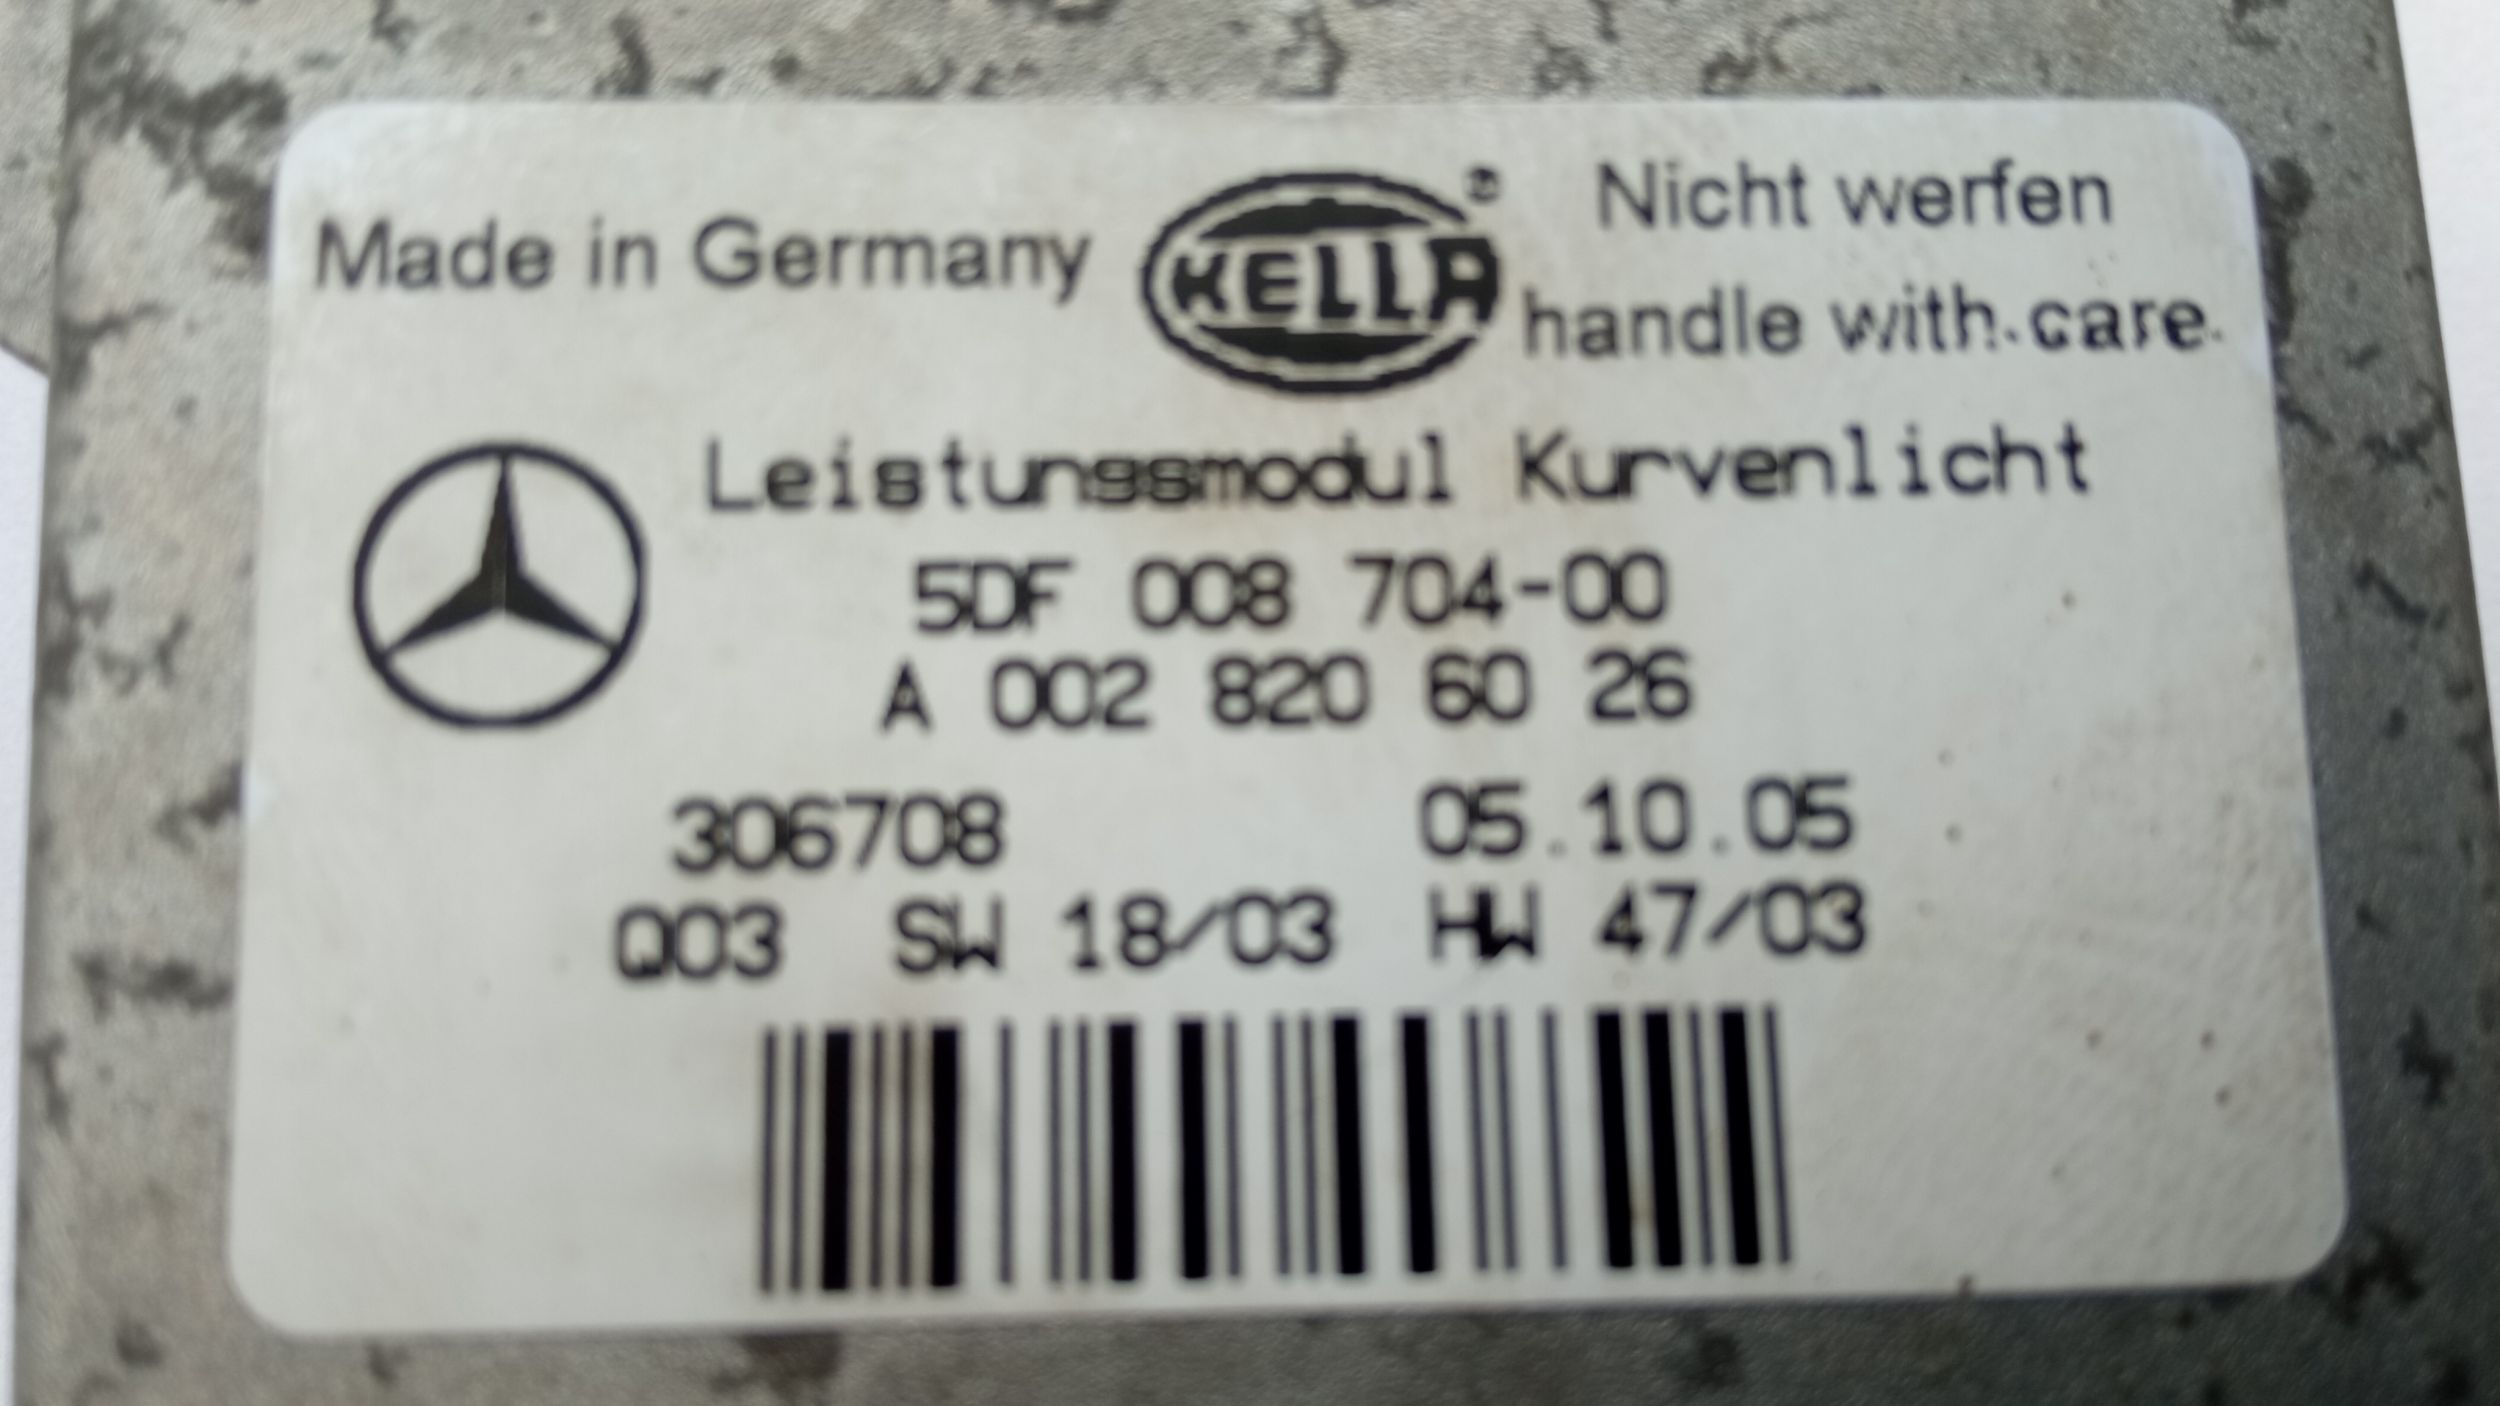 Made in Germany
HELLA®
Nicht werfen
handle with care.
Leistungsmodul Kurvenlicht
5DF 008 704-00
A 002 820 60 26
306708 05.10.05
Q03 SW 18/03 HW 47/03